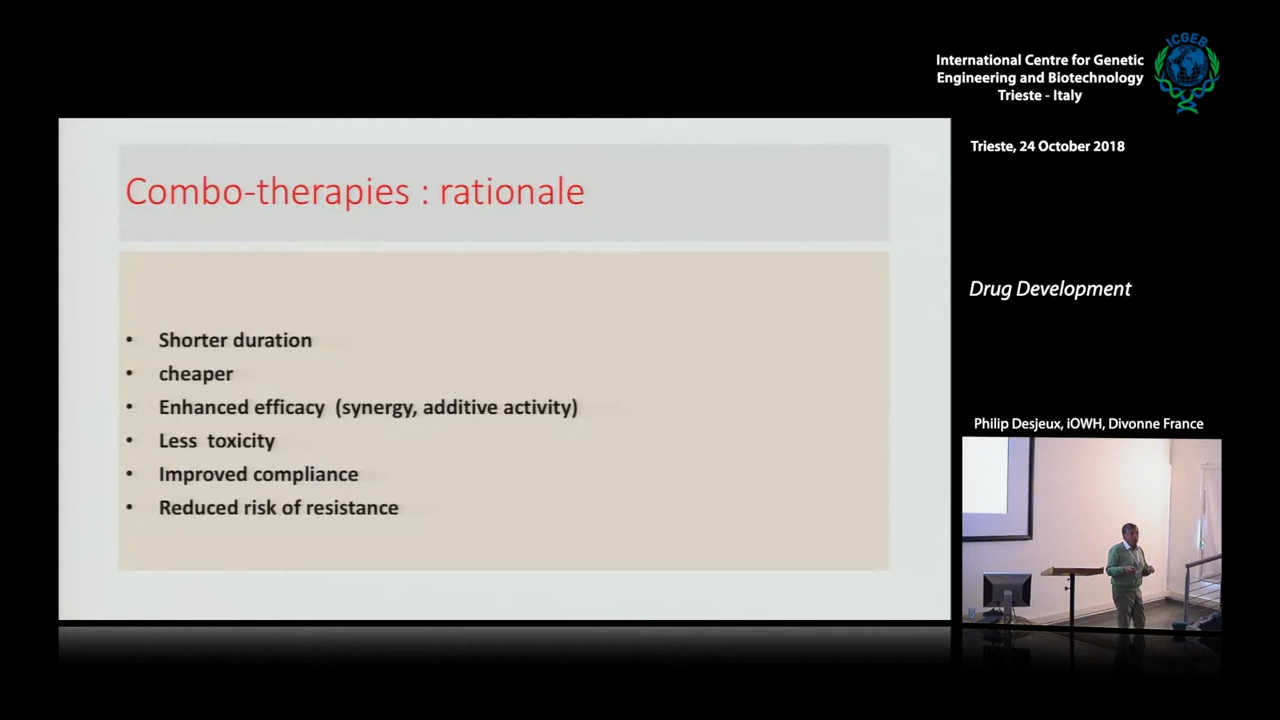 ICGEB
International Centre for Genetic
Engineering and Biotechnology
Trieste - Italy
Trieste, 24 October 2018
Combo-therapies : rationale
• Shorter duration
• cheaper
• Enhanced efficacy (synergy, additive activity)
• Less toxicity
• Improved compliance
• Reduced risk of resistance
Drug Development
Philip Desjeux, iOWH, Divonne France